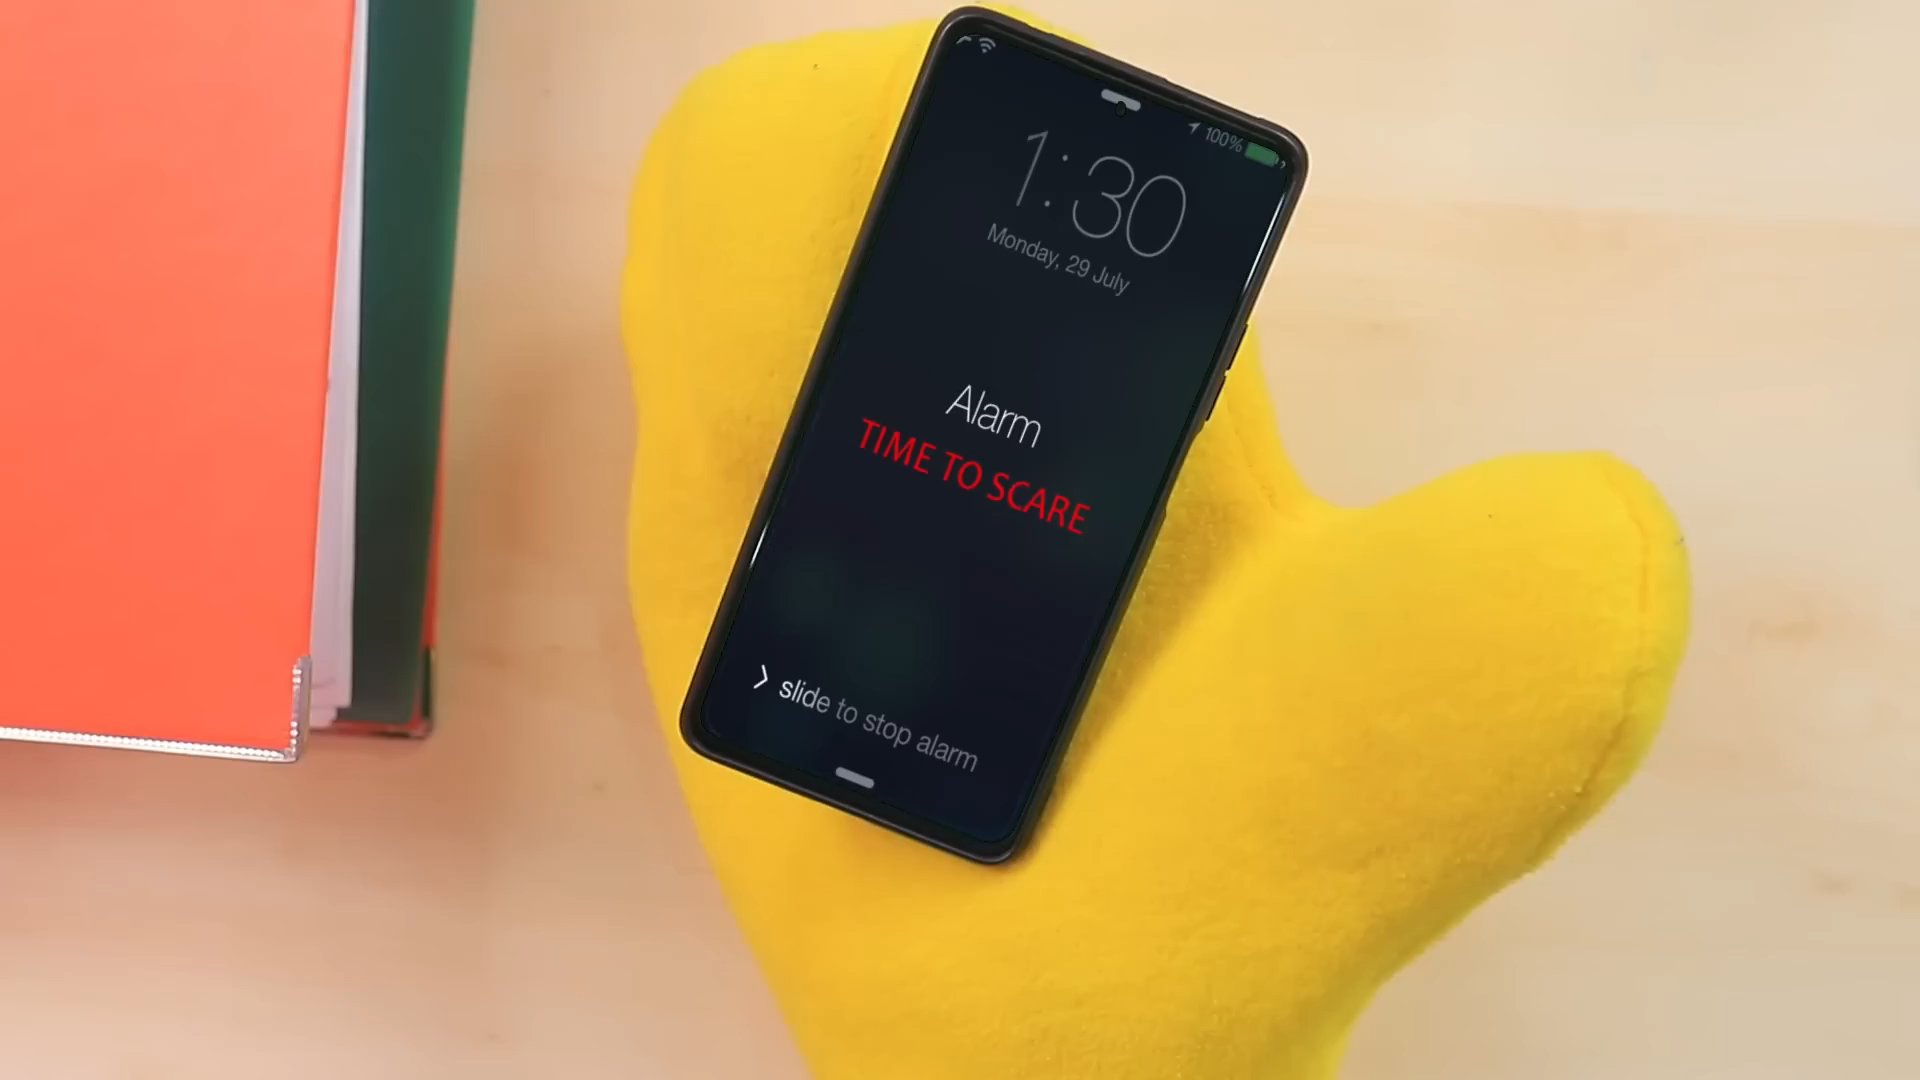 100%
1:30
Monday, 29 July
Alarm
TIME TO SCARE
slide to stop alarm